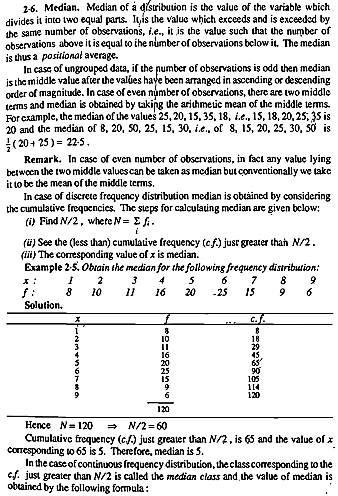 2·6. Median. Median of a distribution is the value of the variable which
divides it into two equal parts. It is the value which exceeds and is exceeded by
the same number of observations, i.e., it is the value such that the number of
observations above it is equal to the number of observations below it. The median
is thus a positional average.
In case of ungrouped data, if the number of observations is odd then median
is the middle value after the values have been arranged in ascending or descending
order of magnitude. In case of even number of observations, there are two middle
terms and median is obtained by taking the arithmetic mean of the middle terms.
For example, the median of the values 25, 20, 15, 35, 18, i.e., 15, 18, 20, 25, 35 is
20 and the median of 8, 20, 50, 25, 15, 30, i.e., of 8, 15, 20, 25, 30, 50 is
½ ( 20 + 25 ) = 22·5 .
Remark. In case of even number of observations, in fact any value lying
between the two middle values can be taken as median but conventionally we take
it to be the mean of the middle terms.
In case of discrete frequency distribution median is obtained by considering
the cumulative frequencies. The steps for calculating median are given below:
(i) Find N/2 , where N = Σ fi .
i
(ii) See the (less than) cumulative frequency (c.f.) just greater than N/2 .
(iii) The corresponding value of x is median.
Example 2·5. Obtain the median for the following frequency distribution:
x : 1 2 3 4 5 6 7 8 9
f : 8 10 11 16 20 25 15 9 6
Solution.
x f c.f.
1 8 8
2 10 18
3 11 29
4 16 45
5 20 65
6 25 90
7 15 105
8 9 114
9 6 120
120
Hence N = 120 ⇒ N/2 = 60
Cumulative frequency (c.f.) just greater than N/2 , is 65 and the value of x
corresponding to 65 is 5. Therefore, median is 5.
In the case of continuous frequency distribution, the class corresponding to the
c.f. just greater than N/2 is called the median class and the value of median is
obtained by the following formula :